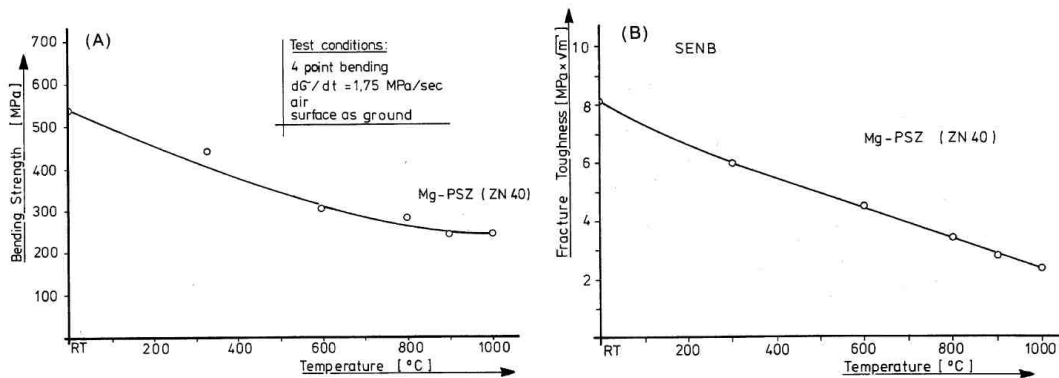 (A)
700
600
500
400
300
200
100
Bending Strength [MPa]
Test conditions:
4 point bending
dσ/dt = 1,75 MPa/sec
air
surface as ground
Mg-PSZ (ZN 40)
RT 200 400 600 800 1000
Temperature [°C]
(B)
SENB
10
8
6
4
2
Fracture Toughness [MPa×√m]
Mg-PSZ (ZN 40)
RT 200 400 600 800 1000
Temperature [°C]